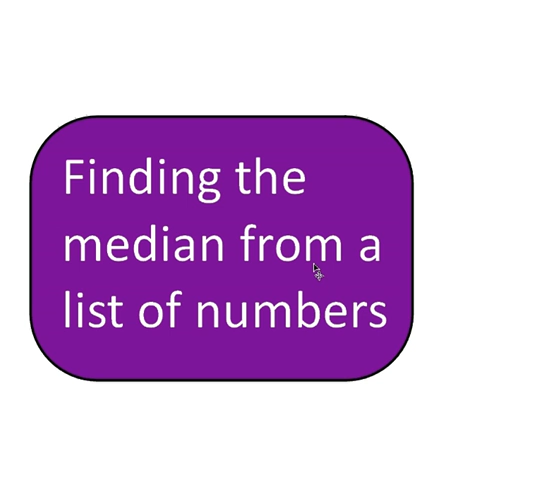 Finding the
median from a
list of numbers